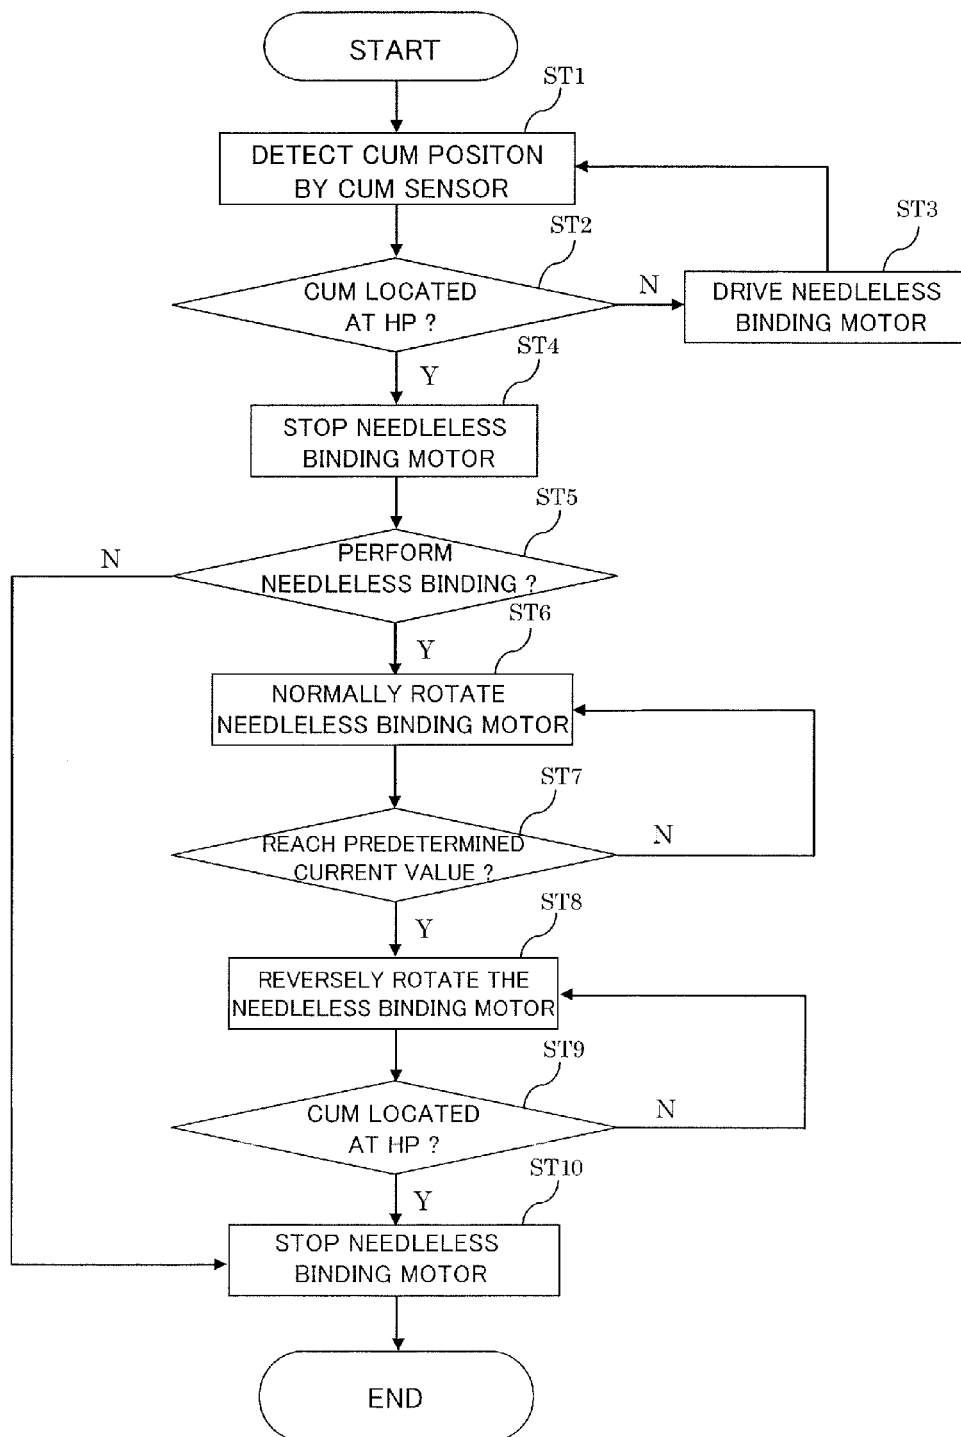 START
ST1
DETECT CUM POSITON
BY CUM SENSOR
ST2
CUM LOCATED
AT HP ?
N
ST3
DRIVE NEEDLELESS
BINDING MOTOR
Y
ST4
STOP NEEDLELESS
BINDING MOTOR
ST5
PERFORM
NEEDLELESS BINDING ?
N
Y
ST6
NORMALLY ROTATE
NEEDLELESS BINDING MOTOR
ST7
REACH PREDETERMINED
CURRENT VALUE ?
N
Y
ST8
REVERSELY ROTATE THE
NEEDLELESS BINDING MOTOR
ST9
CUM LOCATED
AT HP ?
N
Y
ST10
STOP NEEDLELESS
BINDING MOTOR
END